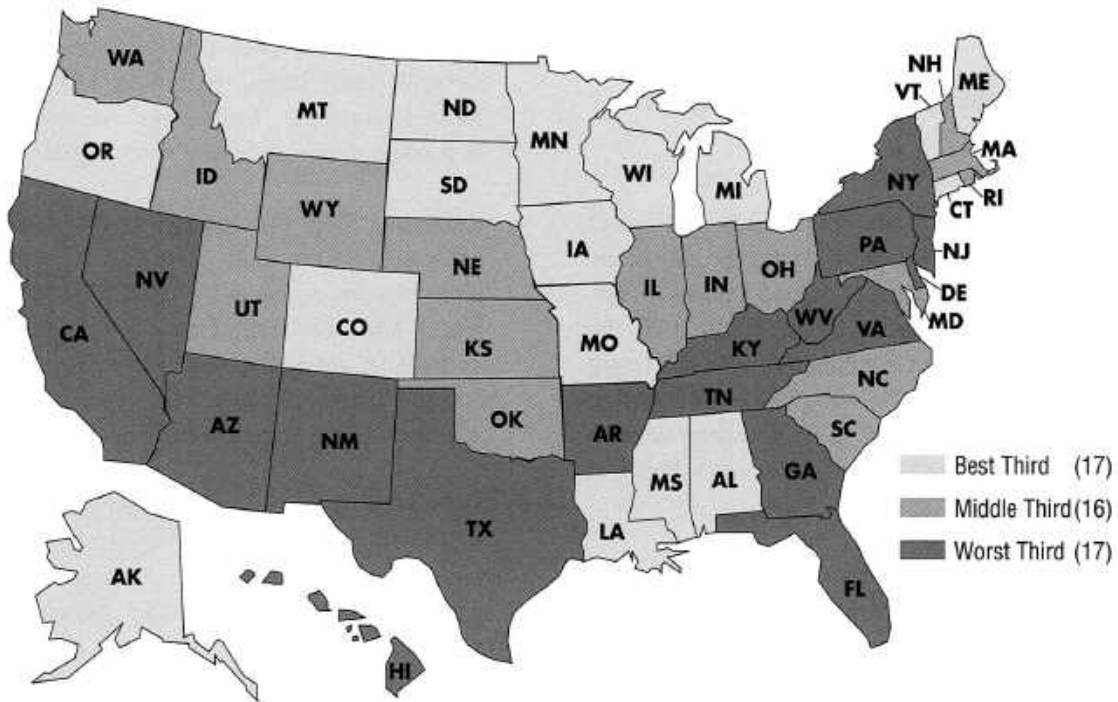 WA
MT
ND
MN
NH
VT
ME
OR
ID
SD
WI
MI
MA
NY
WY
RI
CT
IA
PA
NE
NJ
NV
OH
IL
IN
DE
UT
MD
CA
CO
WV
VA
KS
MO
KY
NC
TN
AZ
OK
NM
AR
SC
MS
AL
GA
Best Third (17)
Middle Third (16)
TX
LA
Worst Third (17)
AK
FL
HI